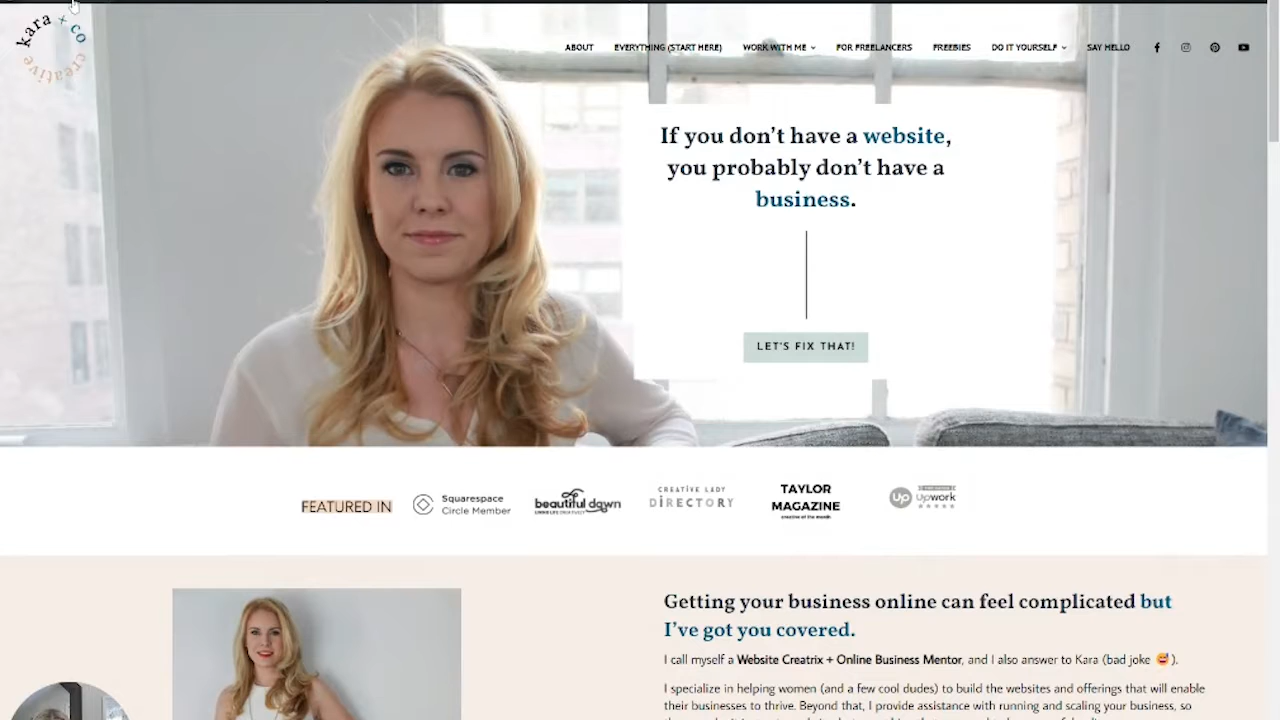 kara + co
creative
ABOUT EVERYTHING (START HERE) WORK WITH ME FOR FREELANCERS FREEBIES DO IT YOURSELF SAY HELLO
If you don't have a website,
you probably don't have a
business.
LET'S FIX THAT!
FEATURED IN
Squarespace
Circle Member
beautiful dawn
CREATIVE LADY
DIRECTORY
TAYLOR
MAGAZINE
creative of the month
Up upwork
Getting your business online can feel complicated but
I've got you covered.
I call myself a Website Creatrix + Online Business Mentor, and I also answer to Kara (bad joke 😅 ).
I specialize in helping women (and a few cool dudes) to build the websites and offerings that will enable
their businesses to thrive. Beyond that, I provide assistance with running and scaling your business, so